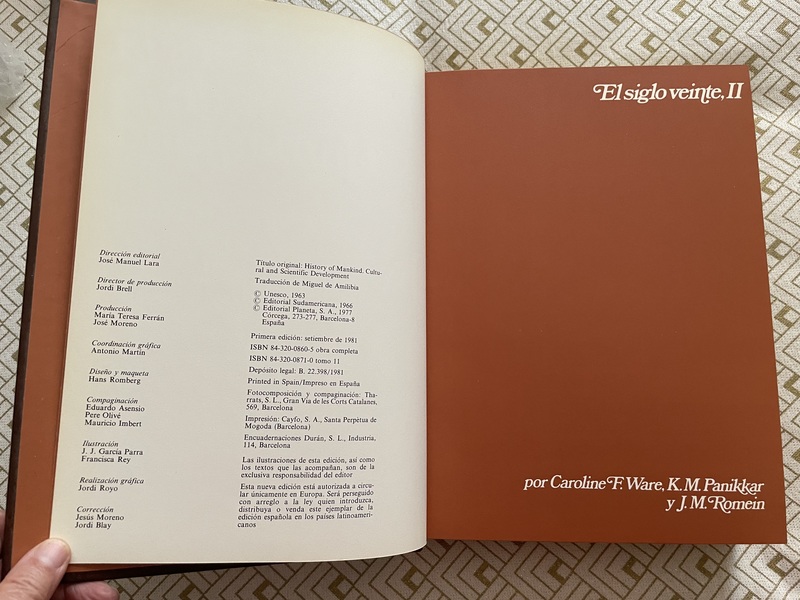 Dirección editorial
José Manuel Lara
Director de producción
Jordi Brell
Producción
María Teresa Ferrán
José Moreno
Coordinación gráfica
Antonio Martín
Diseño y maqueta
Hans Romberg
Compaginación
Eduardo Asensio
Pere Olivé
Mauricio Imbert
Ilustración
J. J. García Parra
Francisca Rey
Realización gráfica
Jordi Royo
Corrección
Jesús Moreno
Jordi Blay
Título original: History of Mankind. Cultu-
ral and Scientific Development
Traducción de Miguel de Amilibia
© Unesco, 1963
© Editorial Sudamericana, 1966
© Editorial Planeta, S. A., 1977
Córcega, 273-277, Barcelona-8
España
Primera edición: setiembre de 1981
ISBN 84-320-0860-5 obra completa
ISBN 84-320-0871-0 tomo 11
Depósito legal: B. 22.398/1981
Printed in Spain/Impreso en España
Fotocomposición y compaginación: Tha-
rrats, S. L., Gran Vía de les Corts Catalanes,
569, Barcelona
Impresión: Cayfo, S. A., Santa Perpetua de
Mogoda (Barcelona)
Encuadernaciones Durán, S. L., Industria,
114, Barcelona
Las ilustraciones de esta edición, así como
los textos que las acompañan, son de la
exclusiva responsabilidad del editor
Esta nueva edición está autorizada a circu-
lar únicamente en Europa. Será perseguido
con arreglo a la ley quien introduzca,
distribuya o venda este ejemplar de la
edición española en los países latinoameri-
canos
El siglo veinte, II
por Caroline F. Ware, K. M. Panikkar
y J. M. Romein